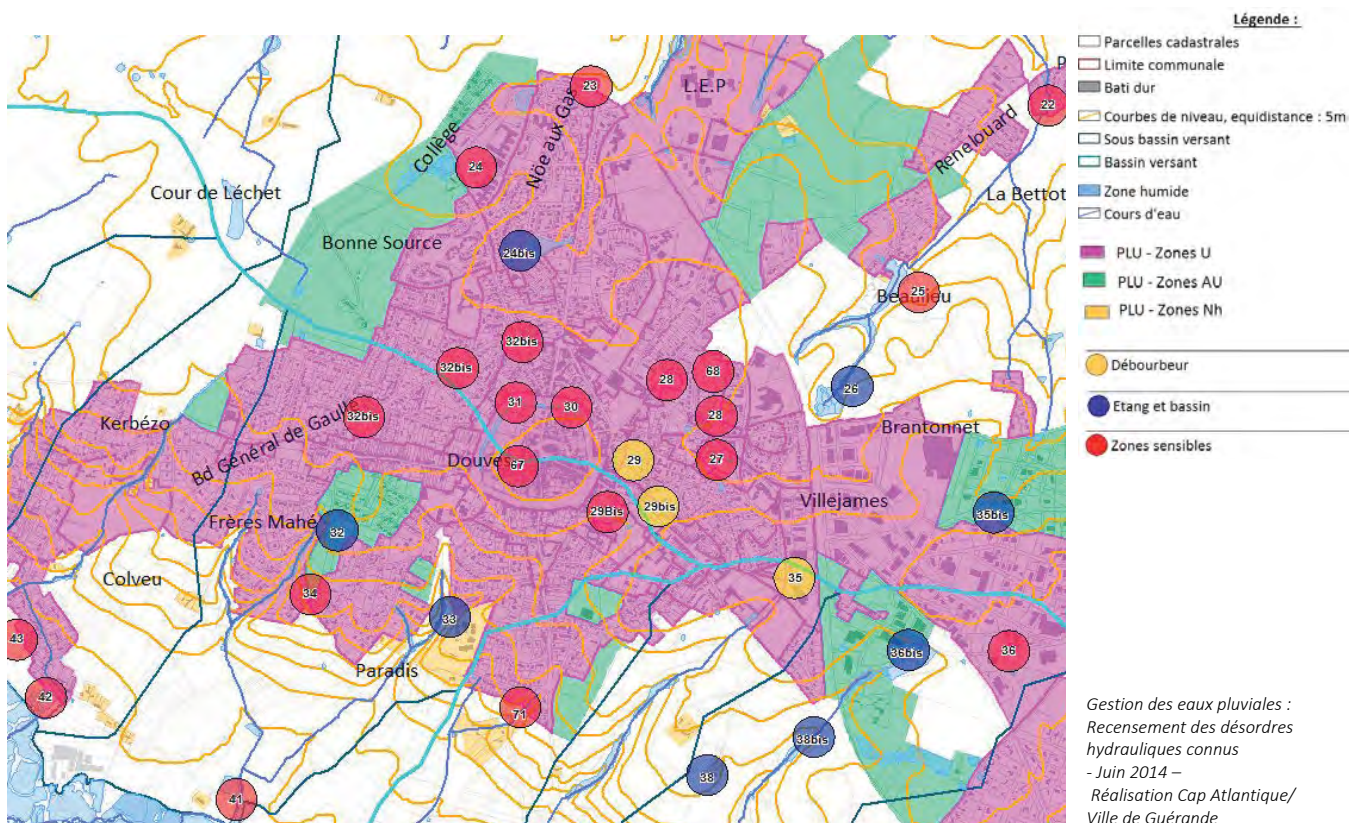 Légende :
Parcelles cadastrales
Limite communale
Bati dur
Courbes de niveau, equidistance : 5m
Sous bassin versant
Bassin versant
Zone humide
Cours d'eau
PLU - Zones U
PLU - Zones AU
PLU - Zones Nh
Débourbeur
Etang et bassin
Zones sensibles
Gestion des eaux pluviales :
Recensement des désordres
hydrauliques connus
- Juin 2014 –
Réalisation Cap Atlantique/
Ville de Guérande
L.E.P
P
23
22
Nöe aux Gas
Collège
24
Renelouard
Cour de Léchet
La Bettot
Bonne Source
24bis
25
Beaulieu
32bis
32bis
28
68
26
31
30
32bis
28
Kerbézo
Bd Général de Gaulle
Brantonnet
Douves
67
29
27
Villejames
29Bis
29bis
35bis
Frères Mahé
32
Colveu
34
35
33
43
36bis
36
Paradis
42
71
38bis
38
41